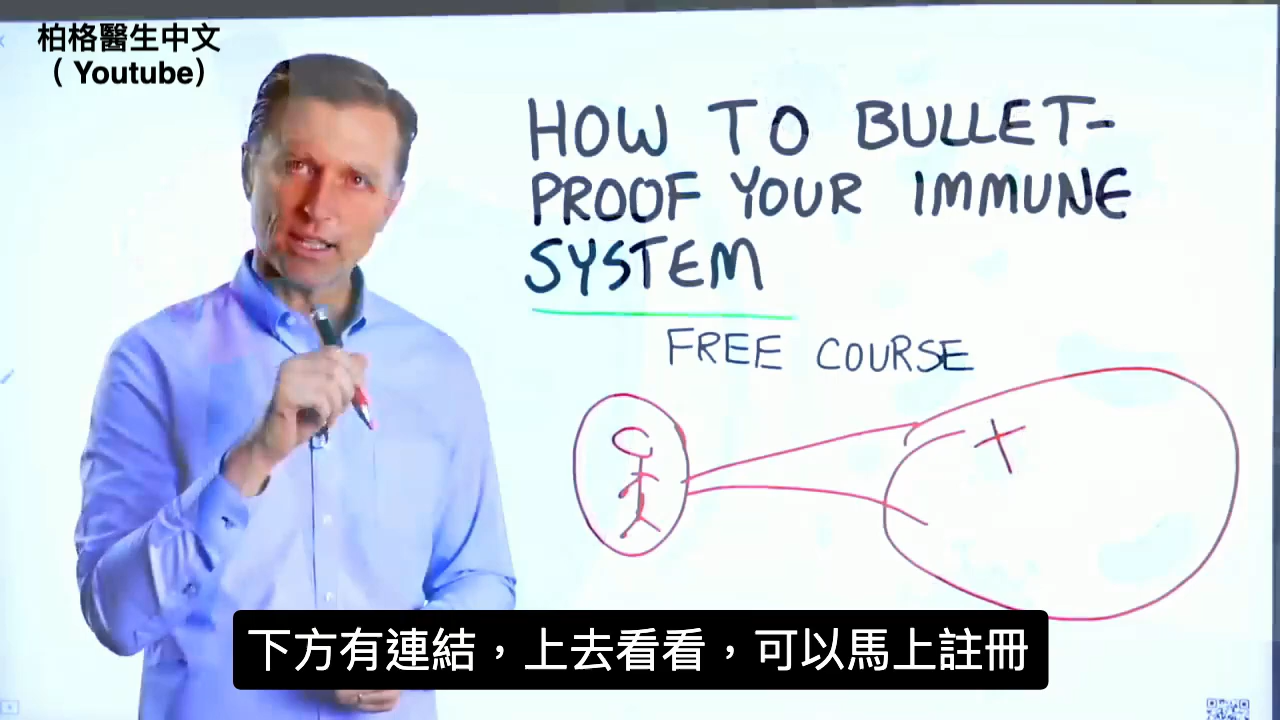 柏格醫生中文
（ Youtube）
HOW TO BULLET-
PROOF YOUR IMMUNE
SYSTEM
FREE COURSE
下方有連結，上去看看，可以馬上註冊